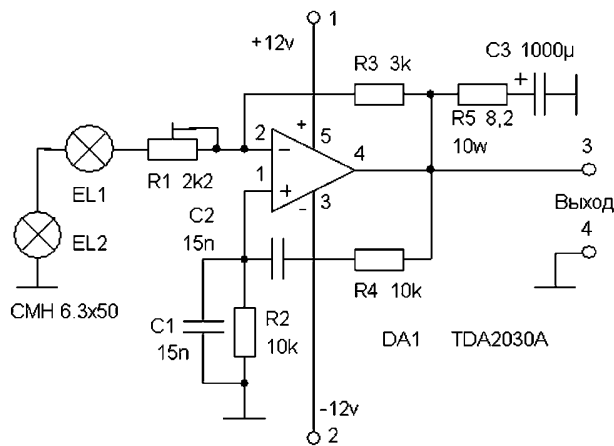 1
+12v
C3 1000µ
R3 3k
+
R5 8,2
10w
2
−
+
5
4
3
R1 2k2
1
+
-
3
EL1
C2
15n
Выход
4
EL2
R4 10k
СМН 6.3х50
C1
15n
R2
10k
DA1 TDA2030A
-12v
2